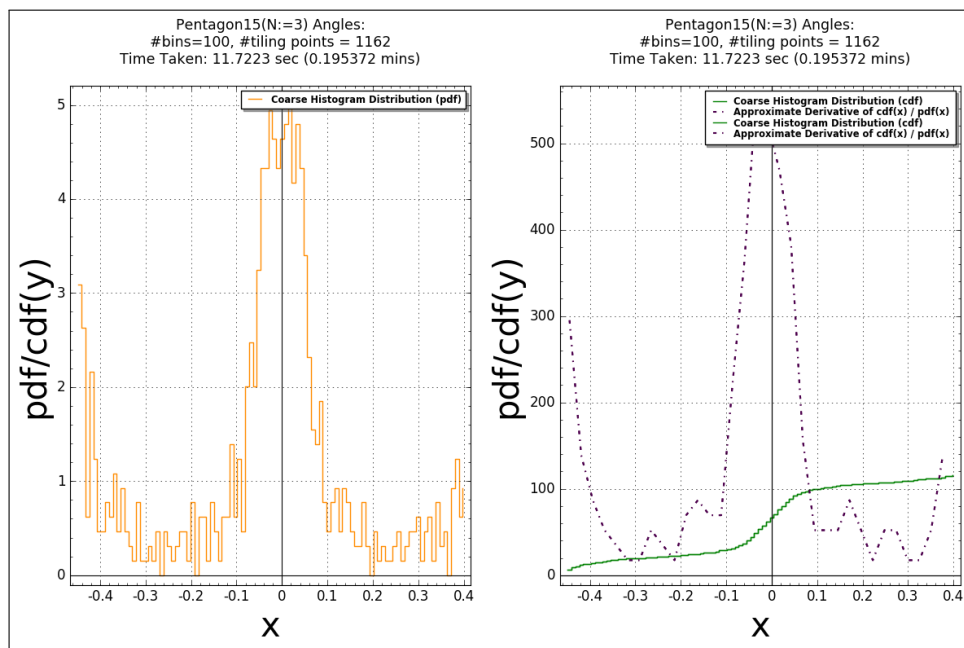 Pentagon15(N:=3) Angles:
#bins=100, #tiling points = 1162
Time Taken: 11.7223 sec (0.195372 mins)
Coarse Histogram Distribution (pdf)
5
4
3
2
1
0
pdf/cdf(y)
-0.4 -0.3 -0.2 -0.1 0 0.1 0.2 0.3 0.4
x
Pentagon15(N:=3) Angles:
#bins=100, #tiling points = 1162
Time Taken: 11.7223 sec (0.195372 mins)
Coarse Histogram Distribution (cdf)
Approximate Derivative of cdf(x) / pdf(x)
Coarse Histogram Distribution (cdf)
Approximate Derivative of cdf(x) / pdf(x)
500
400
300
200
100
0
pdf/cdf(y)
-0.4 -0.3 -0.2 -0.1 0 0.1 0.2 0.3 0.4
x